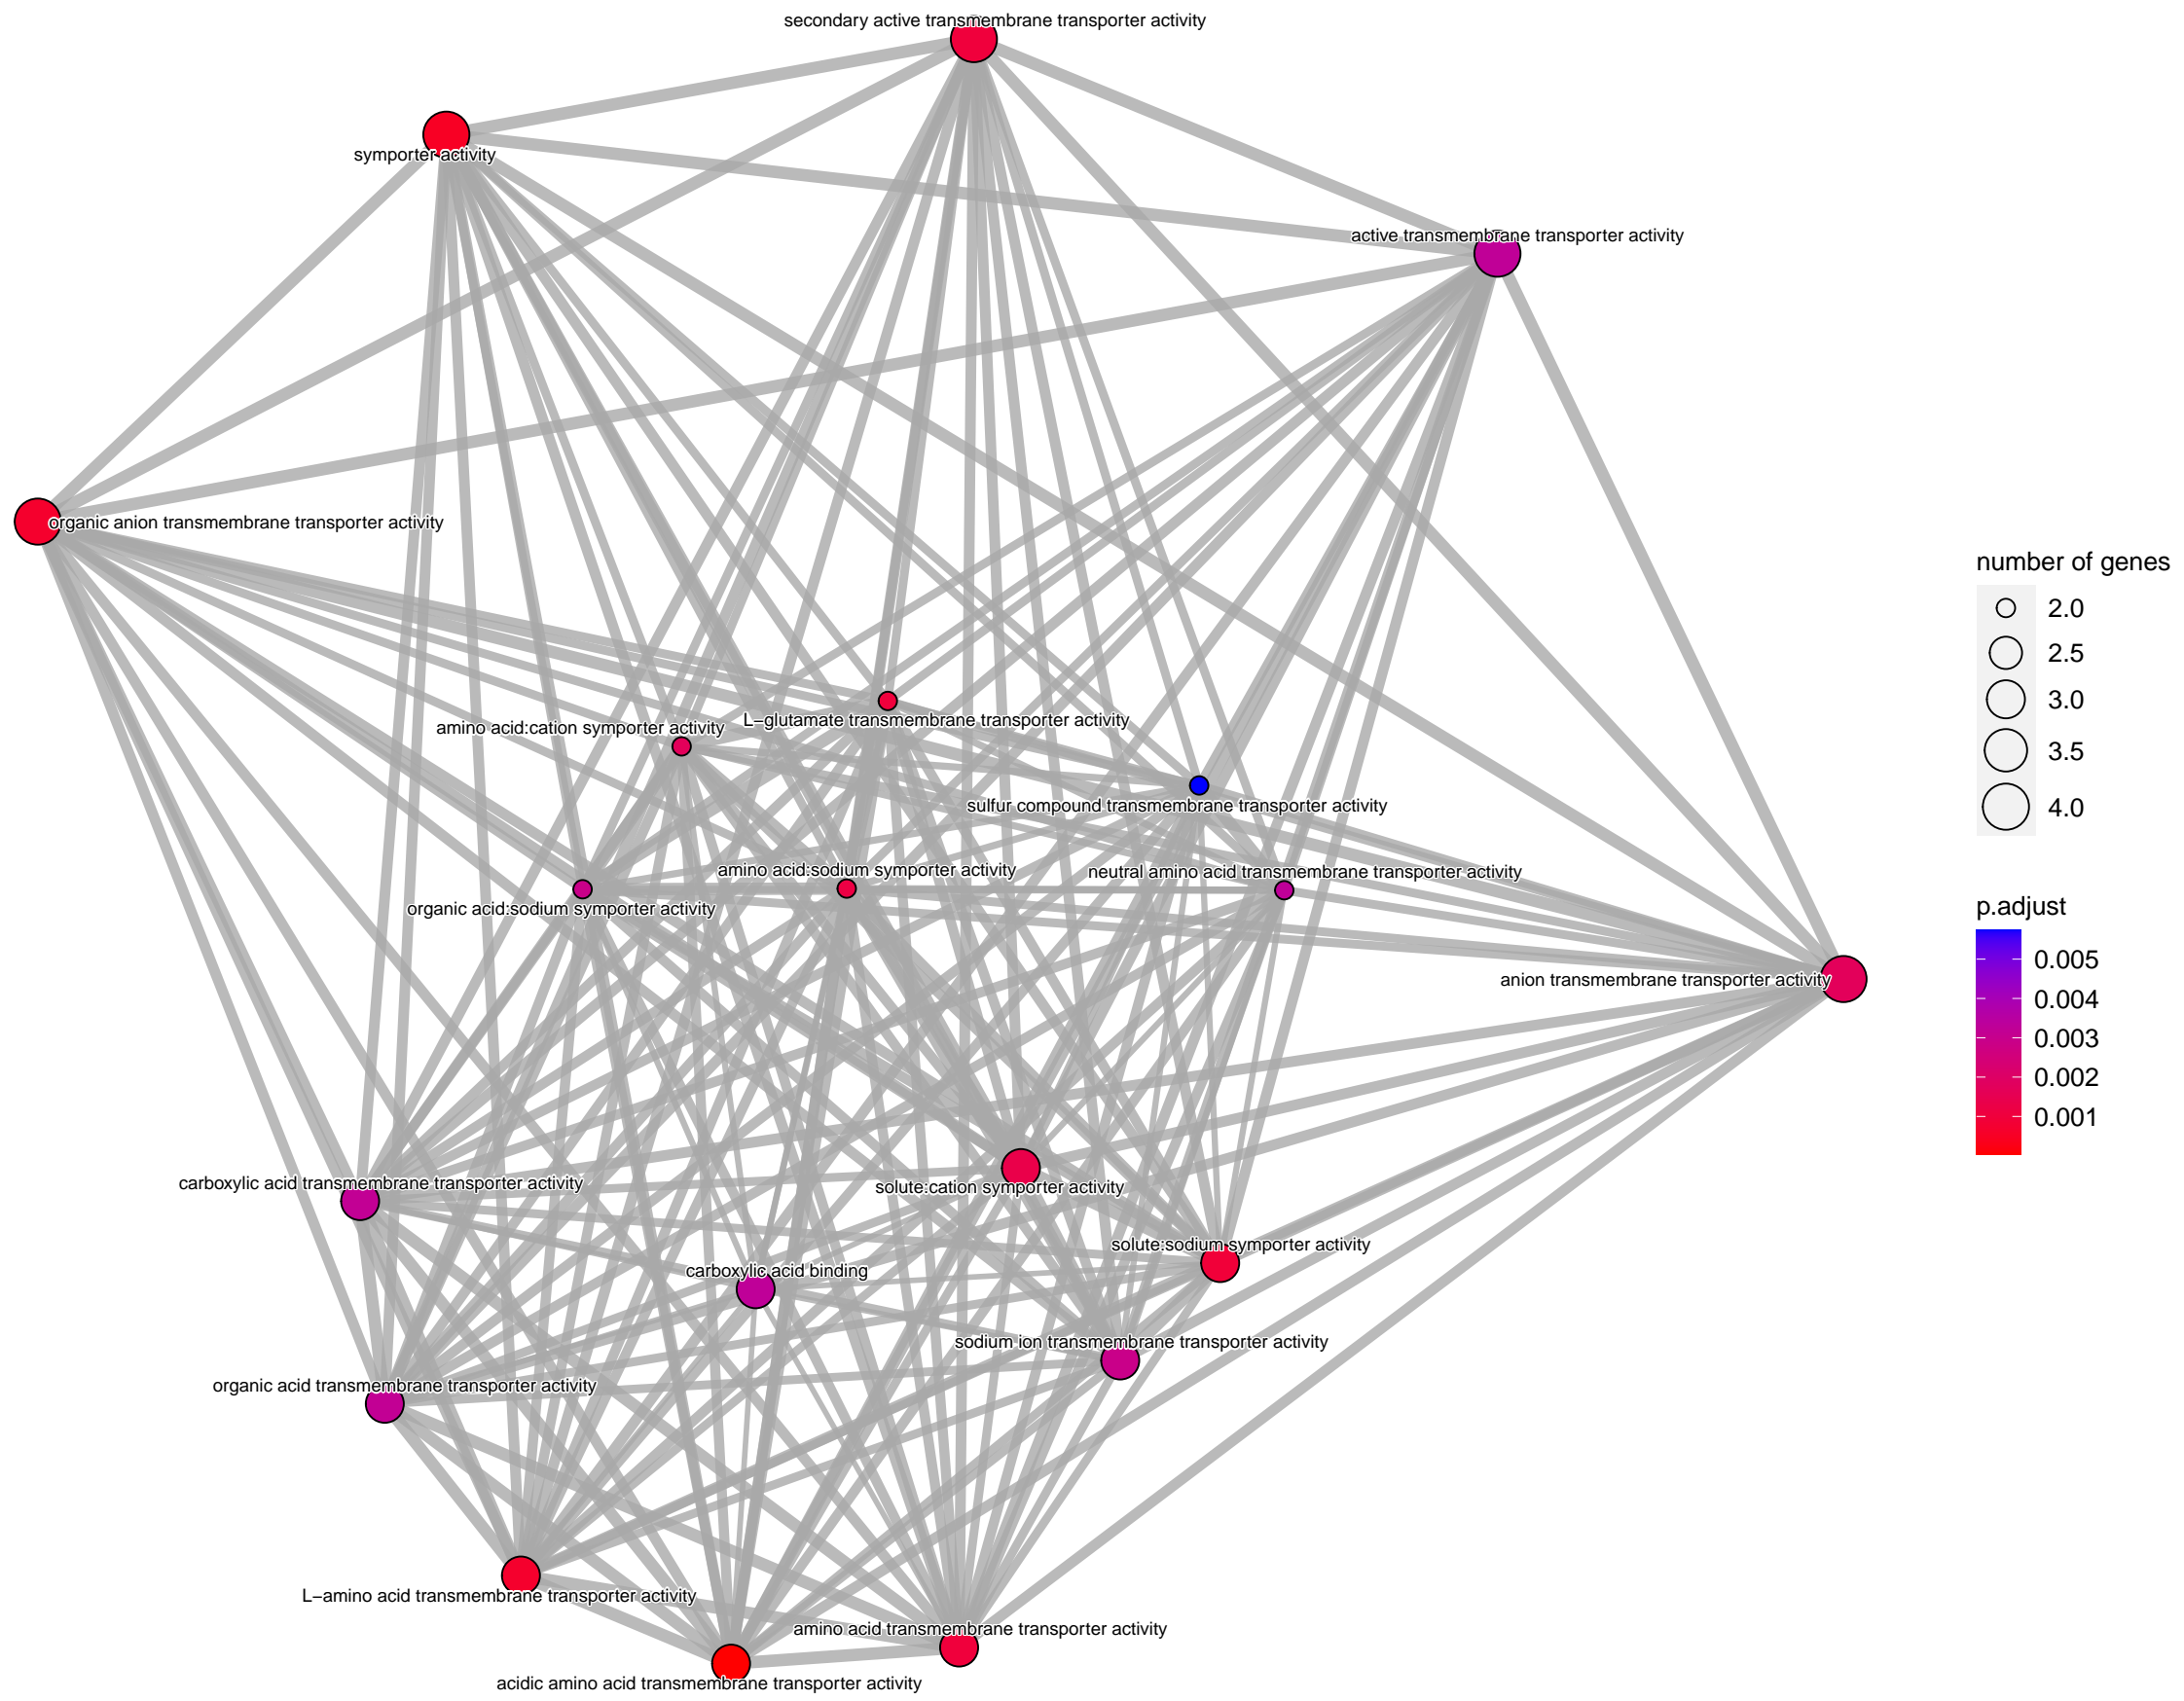 secondary active transmembrane transporter activity
symporter activity
active transmembrane transporter activity
organic anion transmembrane transporter activity
number of genes
2.0
2.5
3.0
3.5
4.0
L−glutamate transmembrane transporter activity
amino acid:cation symporter activity
sulfur compound transmembrane transporter activity
amino acid:sodium symporter activity
neutral amino acid transmembrane transporter activity
organic acid:sodium symporter activity
p.adjust
0.005
0.004
0.003
0.002
0.001
anion transmembrane transporter activity
carboxylic acid transmembrane transporter activity
solute:cation symporter activity
solute:sodium symporter activity
carboxylic acid binding
sodium ion transmembrane transporter activity
organic acid transmembrane transporter activity
L−amino acid transmembrane transporter activity
amino acid transmembrane transporter activity
acidic amino acid transmembrane transporter activity